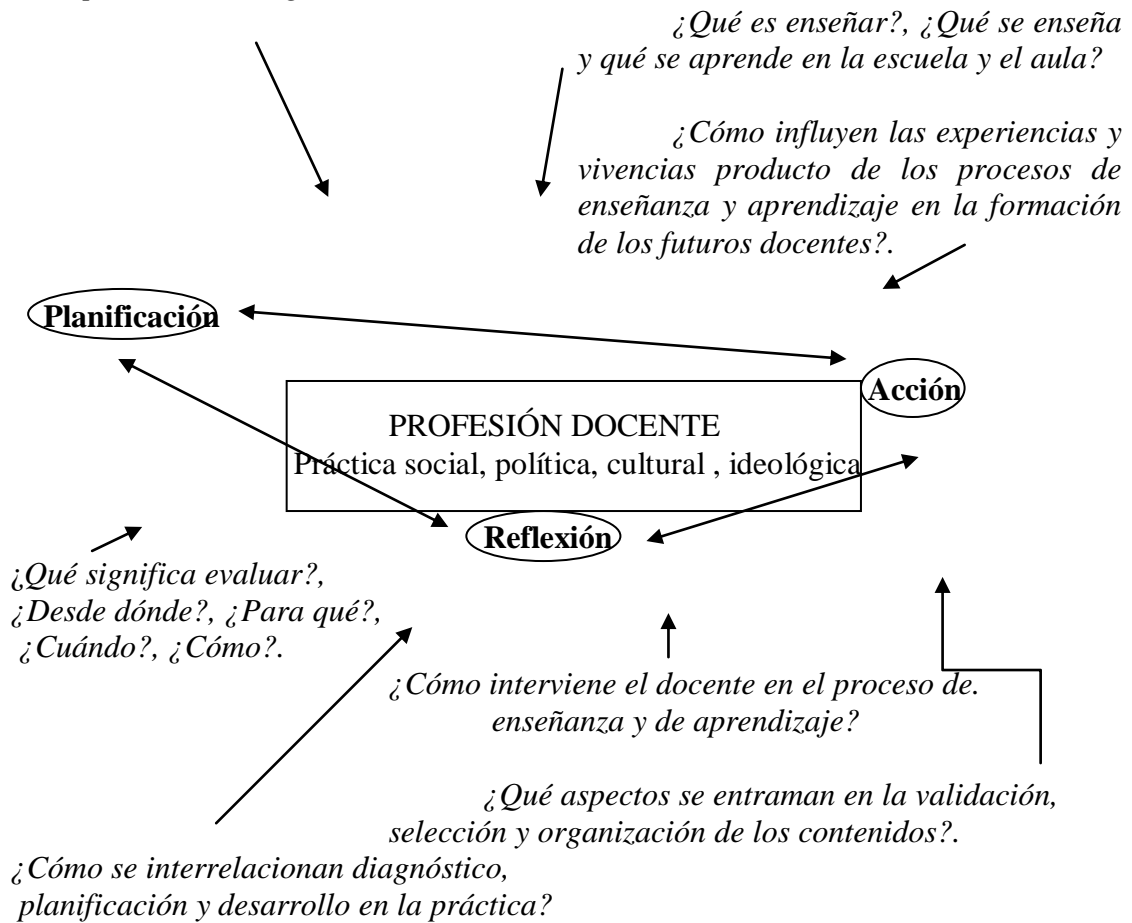 ¿Qué es enseñar?, ¿Qué se enseña
y qué se aprende en la escuela y el aula?
¿Cómo influyen las experiencias y
vivencias producto de los procesos de
enseñanza y aprendizaje en la formación
de los futuros docentes?.
Planificación
Acción
PROFESIÓN DOCENTE
Práctica social, política, cultural , ideológica
Reflexión
¿Qué significa evaluar?,
¿Desde dónde?, ¿Para qué?,
¿Cuándo?, ¿Cómo?.
¿Cómo interviene el docente en el proceso de.
enseñanza y de aprendizaje?
¿Qué aspectos se entraman en la validación,
selección y organización de los contenidos?.
¿Cómo se interrelacionan diagnóstico,
planificación y desarrollo en la práctica?